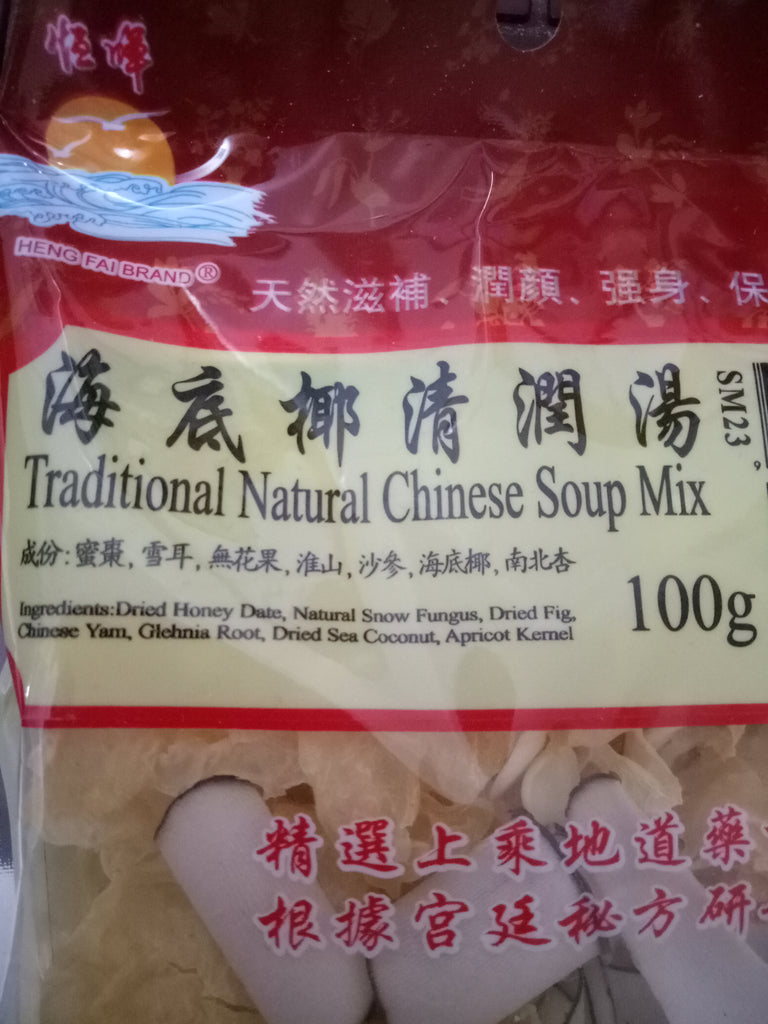 恒輝
HENG FAI BRAND®
天然滋補、潤顏、强身、保
海底椰清潤湯
SM23,
Traditional Natural Chinese Soup Mix
成份:蜜棗,雪耳,無花果,淮山,沙參,海底椰,南北杏
Ingredients:Dried Honey Date, Natural Snow Fungus, Dried Fig,
Chinese Yam, Glehnia Root, Dried Sea Coconut, Apricot Kernel
100g
精選上乘地道藥
根據宫廷秘方研